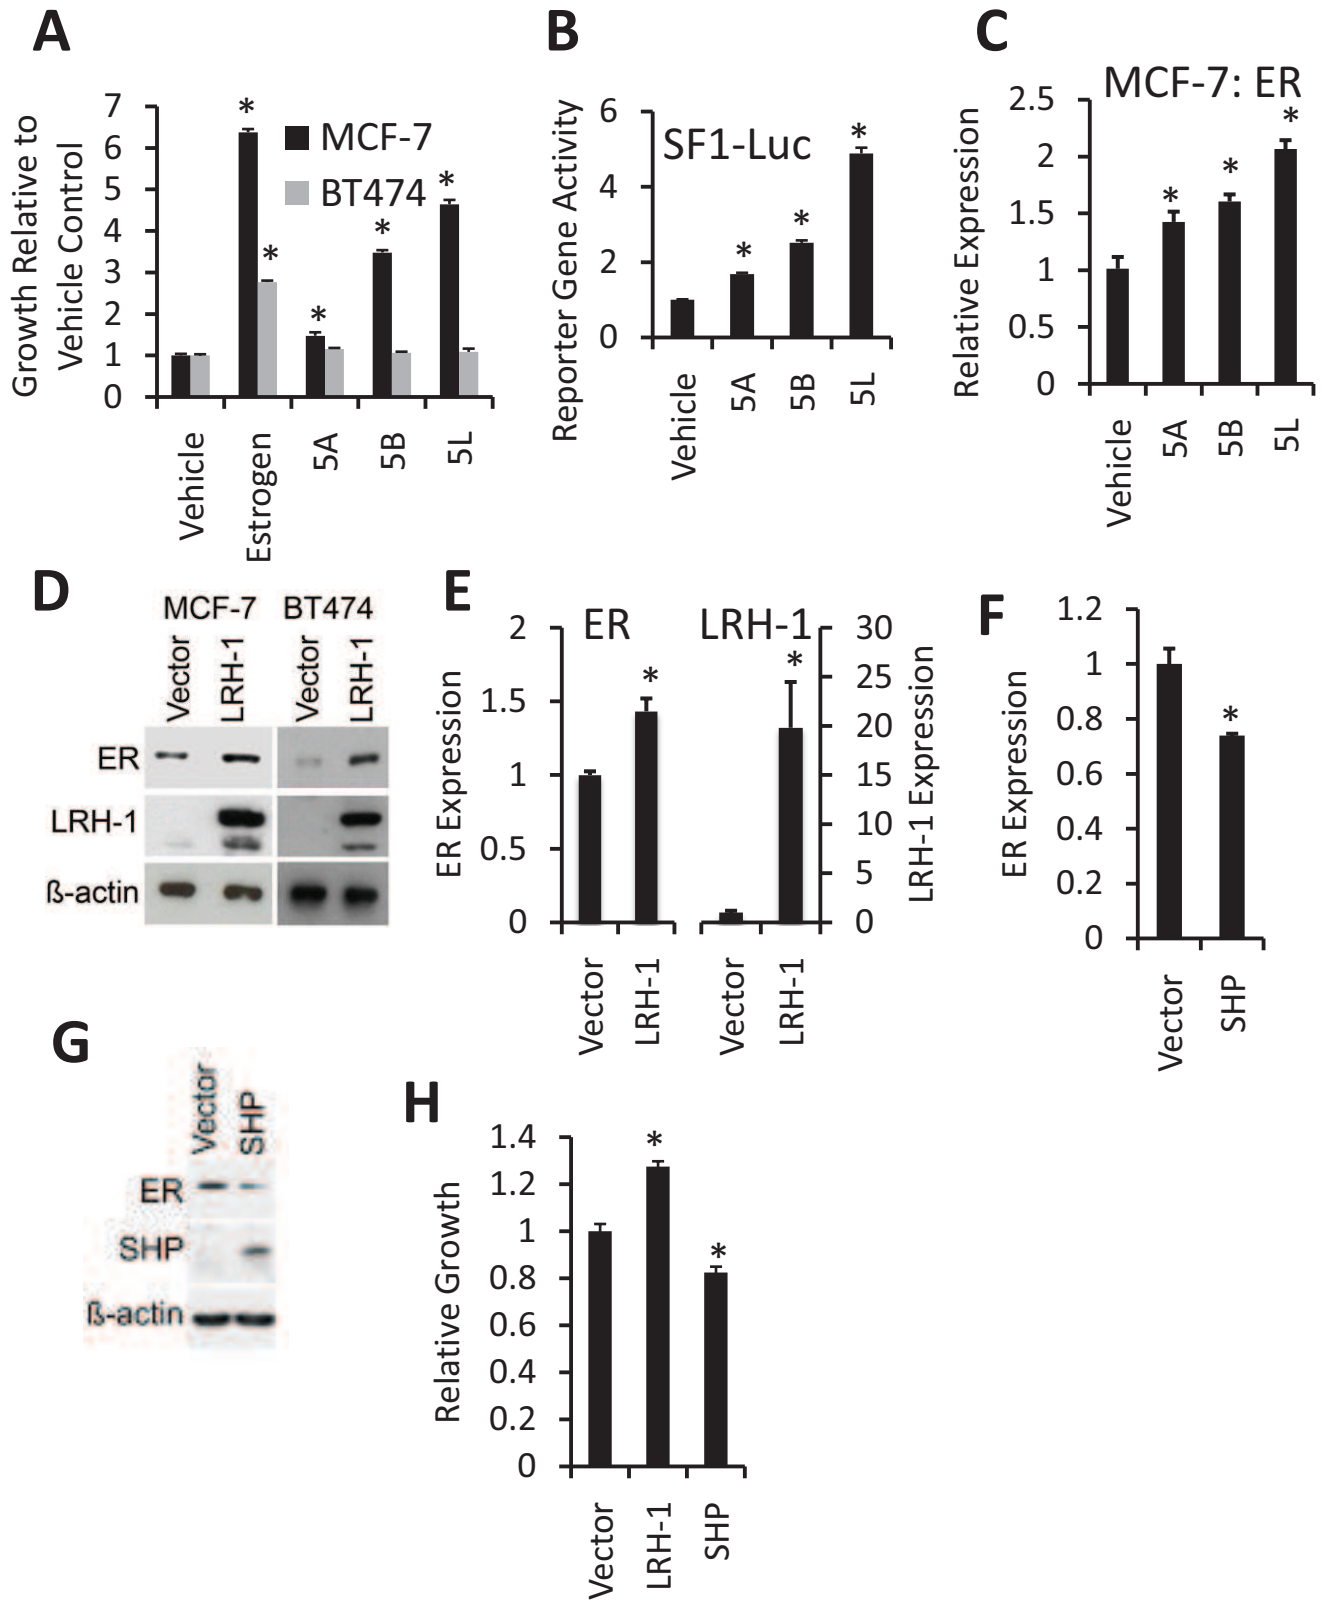 A
Growth Relative to
Vehicle Control
7
6
5
4
3
2
1
0
*
*
*
*
*
MCF-7
BT474
Vehicle
Estrogen
5A
5B
5L
B
Reporter Gene Activity
6
4
2
0
SF1-Luc
*
*
*
Vehicle
5A
5B
5L
C
MCF-7: ER
Relative Expression
2.5
2
1.5
1
0.5
0
*
*
*
Vehicle
5A
5B
5L
D
MCF-7 BT474
Vector
LRH-1
Vector
LRH-1
ER
LRH-1
ß-actin
E
ER Expression
2
1.5
1
0.5
0
ER
*
Vector
LRH-1
LRH-1
*
30
25
20
15
10
5
0
LRH-1 Expression
Vector
LRH-1
F
ER Expression
1.2
1
0.8
0.6
0.4
0.2
0
*
Vector
SHP
G
Vector
SHP
ER
SHP
ß-actin
H
Relative Growth
1.4
1.2
1
0.8
0.6
0.4
0.2
0
*
*
Vector
LRH-1
SHP